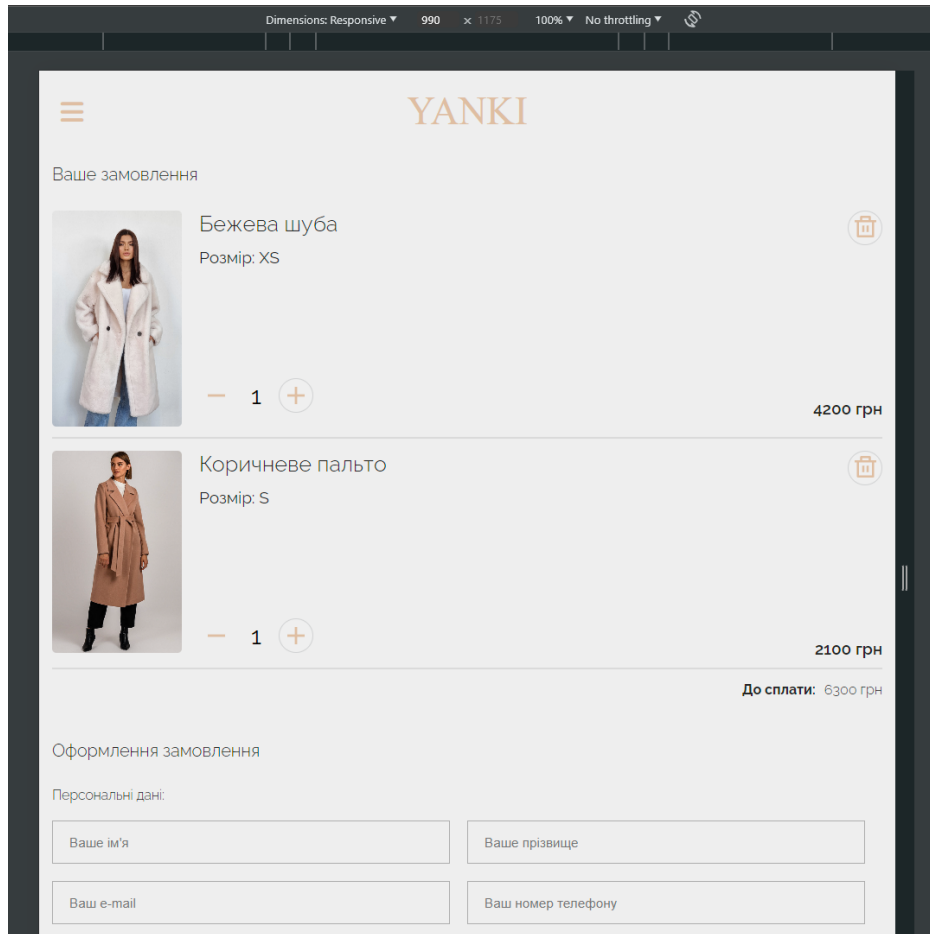 Dimensions: Responsive 990 × 1175 100% No throttling
YANKI
Ваше замовлення
Бежева шуба
Розмір: XS
1
4200 грн
Коричневе пальто
Розмір: S
1
2100 грн
До сплати: 6300 грн
Оформлення замовлення
Персональні дані:
Ваше ім'я Ваше прізвище
Ваш e-mail Ваш номер телефону